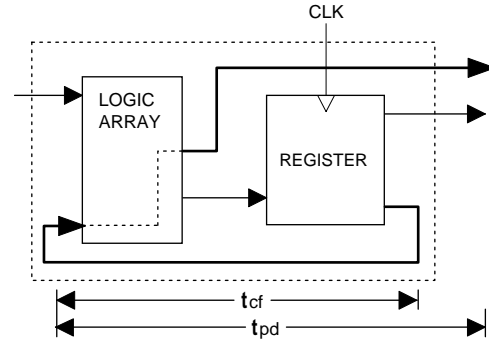 CLK
LOGIC
ARRAY
REGISTER
tcf
tpd